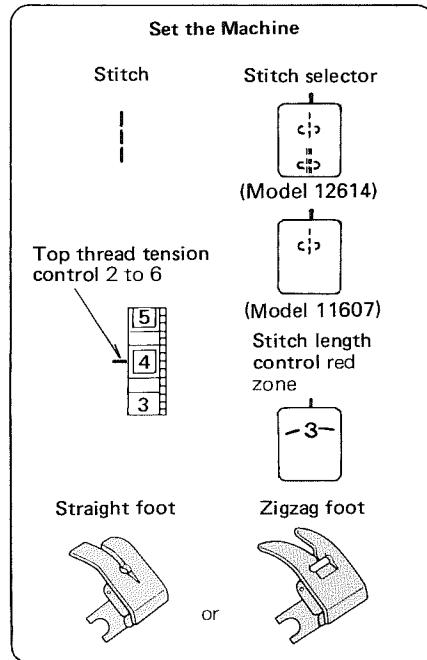 Set the Machine
Stitch
Stitch selector
(Model 12614)
Top thread tension
control 2 to 6
5
4
3
(Model 11607)
Stitch length
control red
zone
-3-
Straight foot
or
Zigzag foot